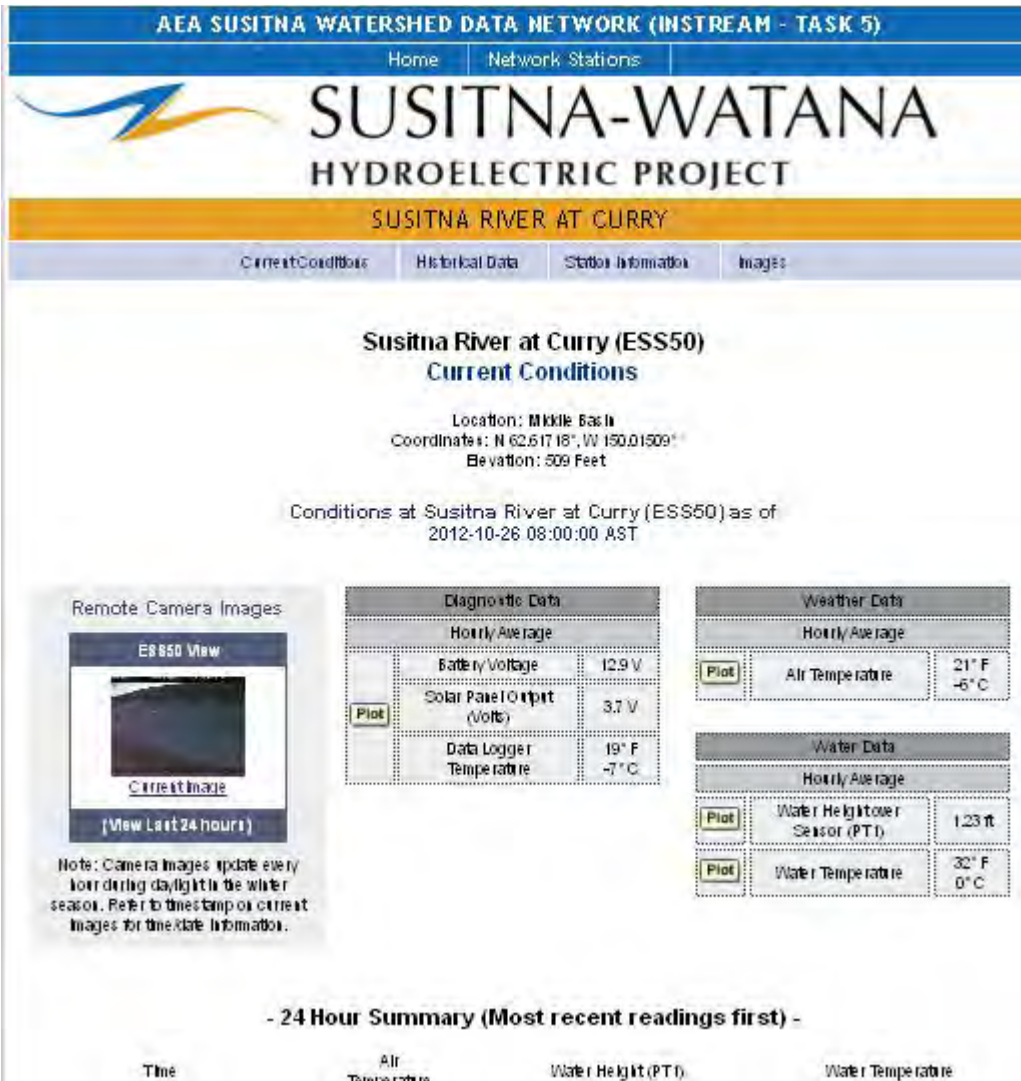 AEA SUSITNA WATERSHED DATA NETWORK (INSTREAM - TASK 5)
Home Network Stations
SUSITNA-WATANA
HYDROELECTRIC PROJECT
SUSITNA RIVER AT CURRY
Current Conditions Historical Data Station Information Images
Susitna River at Curry (ESS50)
Current Conditions
Location: Middle Basin
Coordinates: N 62.61718°, W 150.01509°
Elevation: 509 Feet
Conditions at Susitna River at Curry (ESS50) as of
2012-10-26 08:00:00 AST
Remote Camera Images
ESS50 View
Current Image
(View Last 24 hours)
Note: Camera images update every
hour during daylight in the winter
season. Refer to timestamp on current
images for time/date information.
Diagnostic Data
Hourly Average
Plot
Battery Voltage 12.9 V
Solar Panel Output
(Volts) 3.7 V
Data Logger
Temperature 19° F
-7° C
Weather Data
Hourly Average
Plot Air Temperature 21° F
-6° C
Water Data
Hourly Average
Plot Water Height over
Sensor (PT1) 1.23 ft
Plot Water Temperature 32° F
0° C
- 24 Hour Summary (Most recent readings first) -
Time Air
Temperature Water Height (PT1) Water Temperature